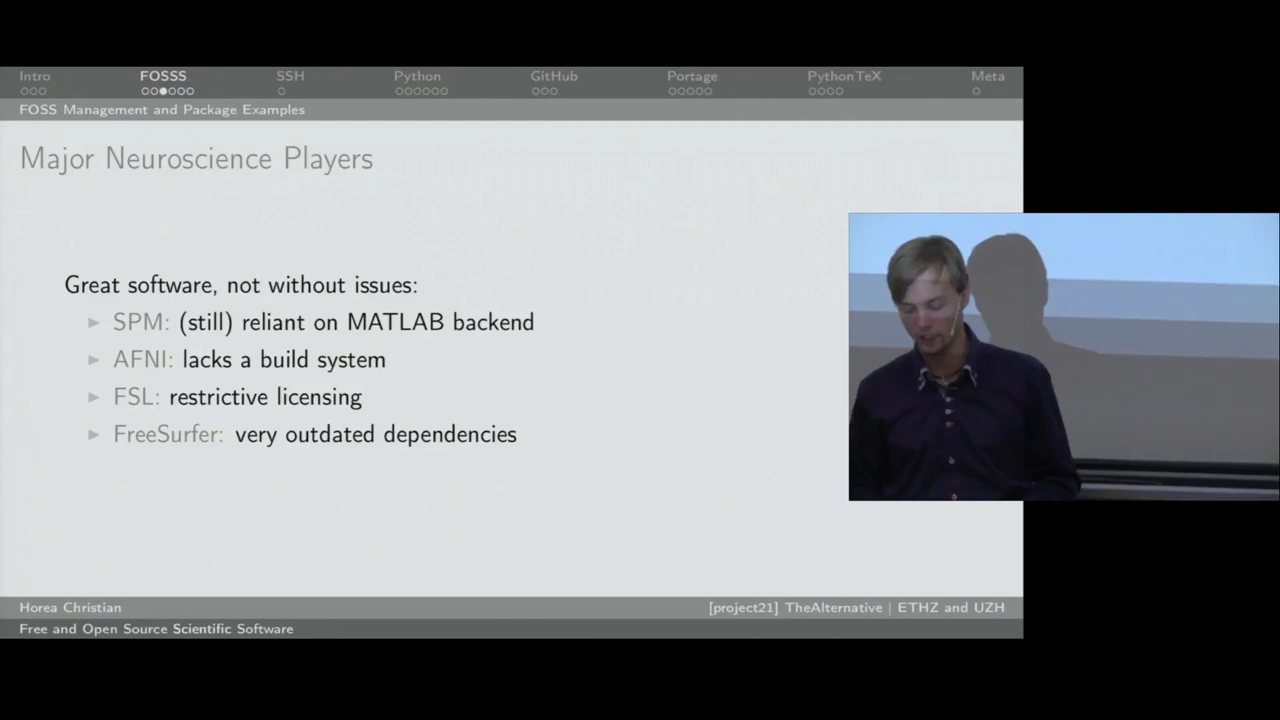 Intro FOSSS SSH Python GitHub Portage PythonTeX Meta
FOSS Management and Package Examples
Major Neuroscience Players
Great software, not without issues:
SPM: (still) reliant on MATLAB backend
AFNI: lacks a build system
FSL: restrictive licensing
FreeSurfer: very outdated dependencies
Horea Christian [project21] TheAlternative | ETHZ and UZH
Free and Open Source Scientific Software